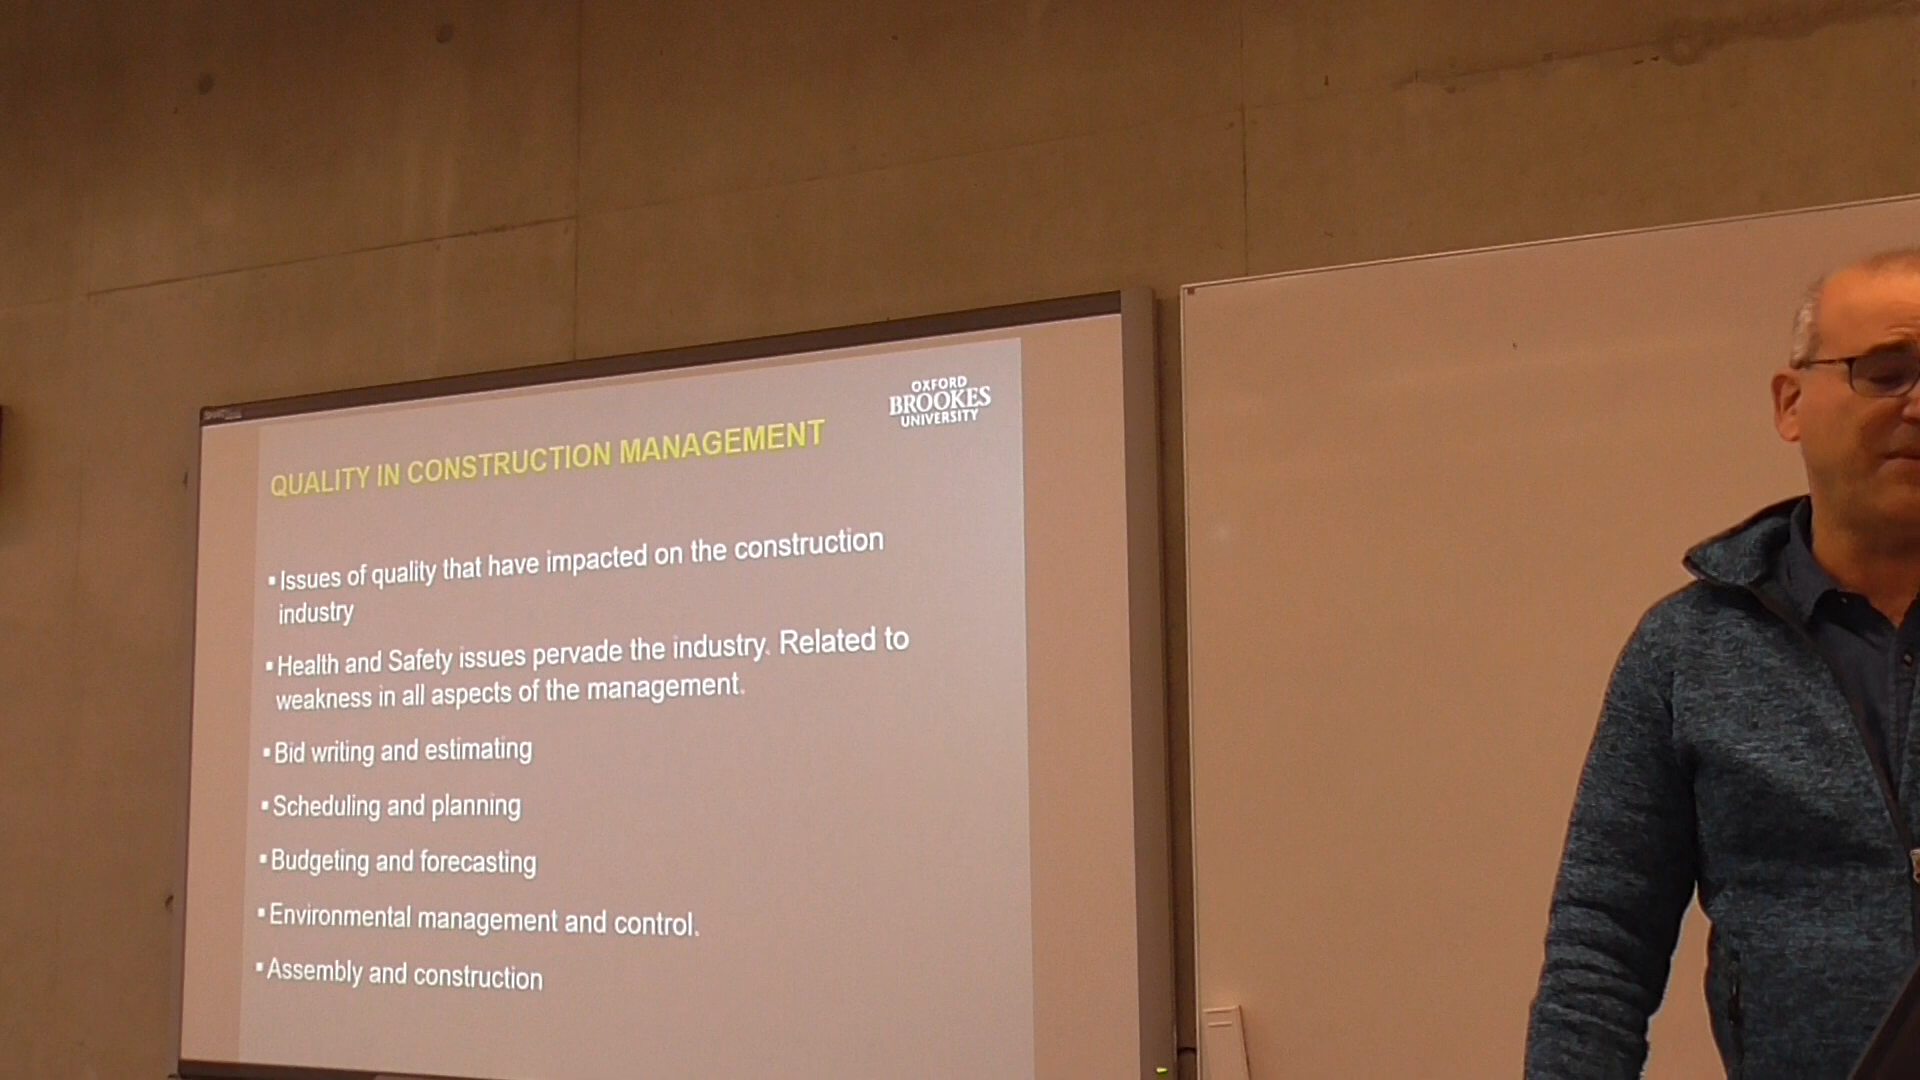 OXFORD
BROOKES
UNIVERSITY
QUALITY IN CONSTRUCTION MANAGEMENT
▪Issues of quality that have impacted on the construction
industry
▪Health and Safety issues pervade the industry. Related to
weakness in all aspects of the management.
▪Bid writing and estimating
▪Scheduling and planning
▪Budgeting and forecasting
▪Environmental management and control.
▪Assembly and construction